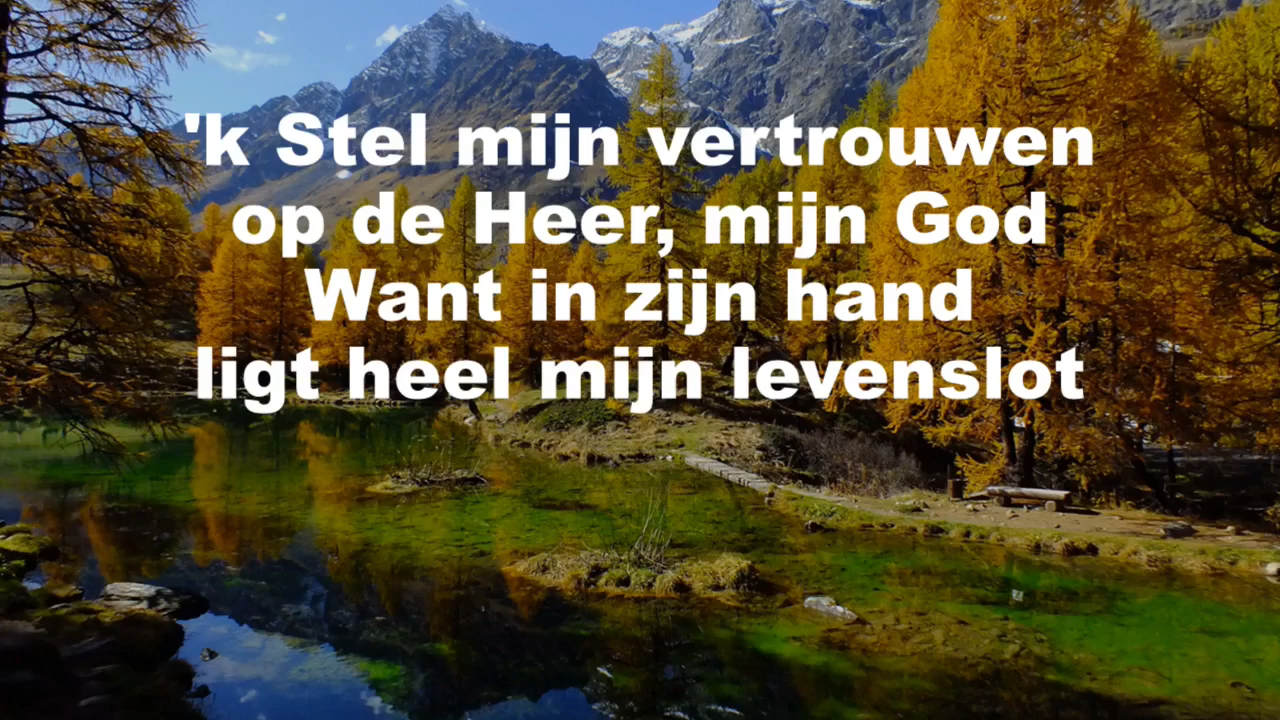 'k Stel mijn vertrouwen
op de Heer, mijn God
Want in zijn hand
ligt heel mijn levenslot